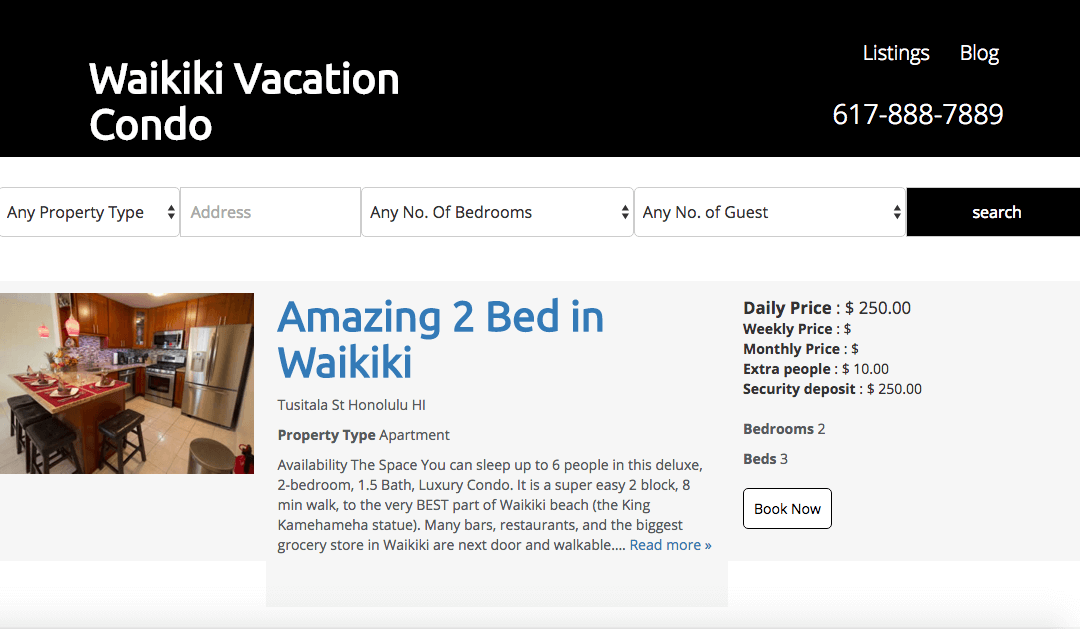 Waikiki Vacation
Condo
Listings Blog
617-888-7889
Any Property Type
Address
Any No. Of Bedrooms
Any No. of Guest
search
Amazing 2 Bed in
Waikiki
Tusitala St Honolulu HI
Property Type Apartment
Availability The Space You can sleep up to 6 people in this deluxe,
2-bedroom, 1.5 Bath, Luxury Condo. It is a super easy 2 block, 8
min walk, to the very BEST part of Waikiki beach (the King
Kamehameha statue). Many bars, restaurants, and the biggest
grocery store in Waikiki are next door and walkable.... Read more »
Daily Price : $ 250.00
Weekly Price : $
Monthly Price : $
Extra people : $ 10.00
Security deposit : $ 250.00
Bedrooms 2
Beds 3
Book Now